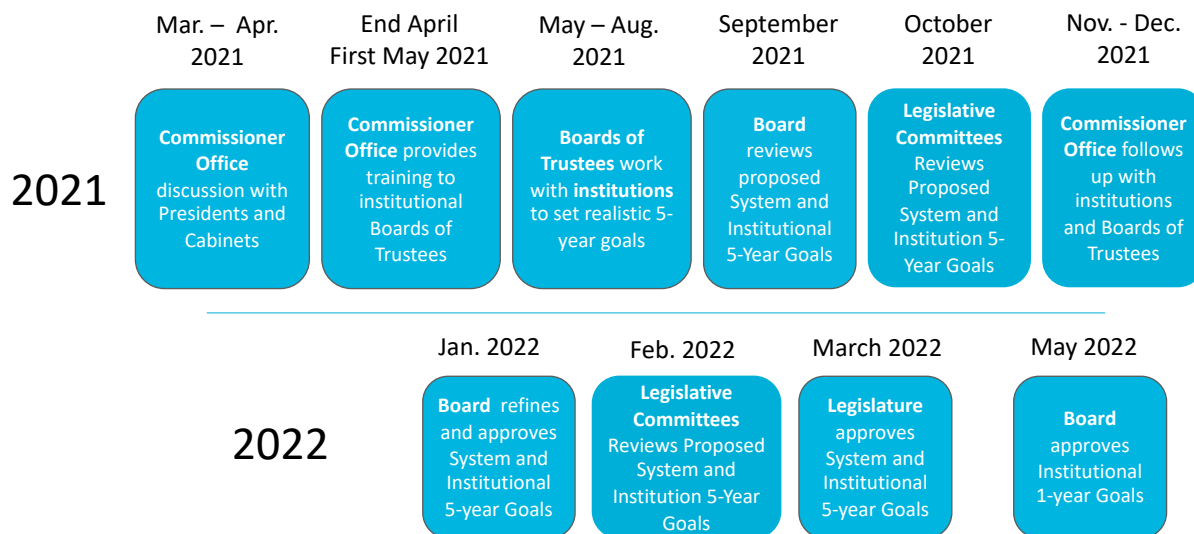 Mar. – Apr.
2021
End April
First May 2021
May – Aug.
2021
September
2021
October
2021
Nov. - Dec.
2021
2021
Commissioner
Office
discussion with
Presidents and
Cabinets
Commissioner
Office provides
training to
institutional
Boards of
Trustees
Boards of
Trustees work
with institutions
to set realistic 5-
year goals
Board
reviews
proposed
System and
Institutional
5-Year Goals
Legislative
Committees
Reviews
Proposed
System and
Institution 5-
Year Goals
Commissioner
Office follows
up with
institutions
and Boards of
Trustees
Jan. 2022
Feb. 2022
March 2022
May 2022
2022
Board refines
and approves
System and
Institutional
5-year Goals
Legislative
Committees
Reviews Proposed
System and
Institution 5-Year
Goals
Legislature
approves
System and
Institutional
5-year Goals
Board
approves
Institutional
1-year Goals